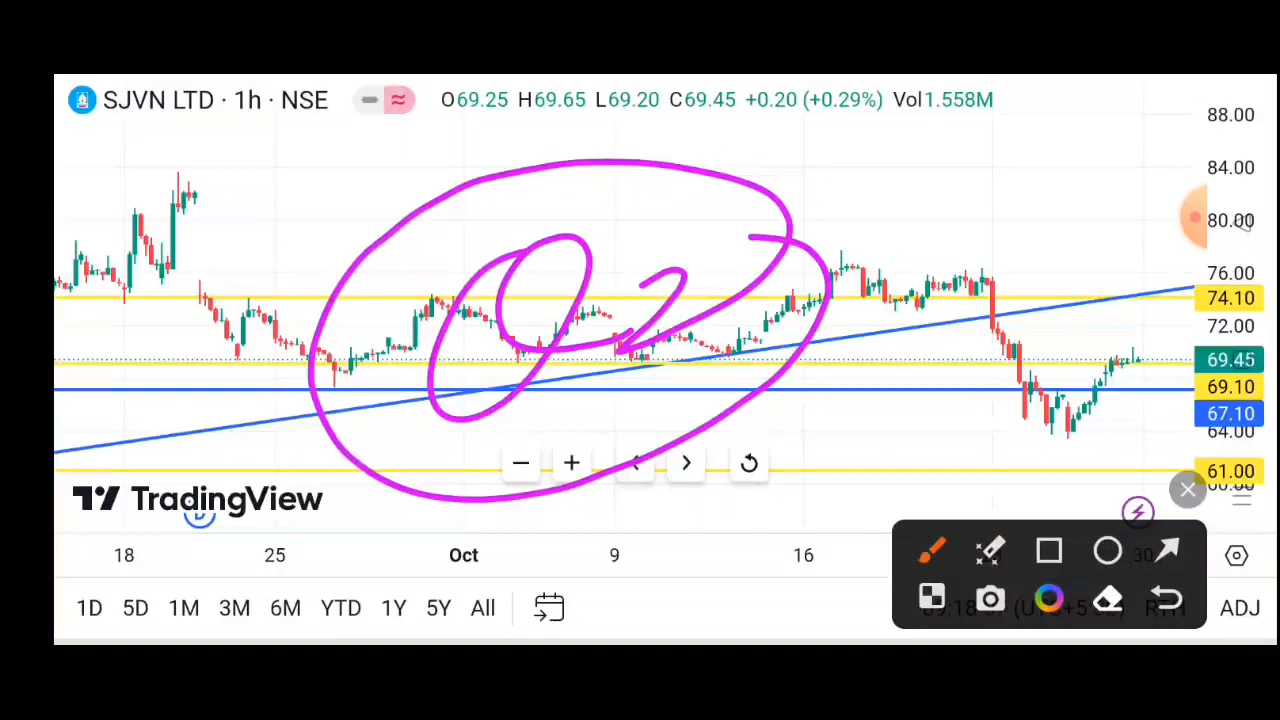 SJVN LTD · 1h · NSE O69.25 H69.65 L69.20 C69.45 +0.20 (+0.29%) Vol1.558M
88.00
84.00
80.00
76.00
74.10
72.00
69.45
69.10
67.10
64.00
61.00
TradingView
18 25 Oct 9 16 30
1D 5D 1M 3M 6M YTD 1Y 5Y All ADJ